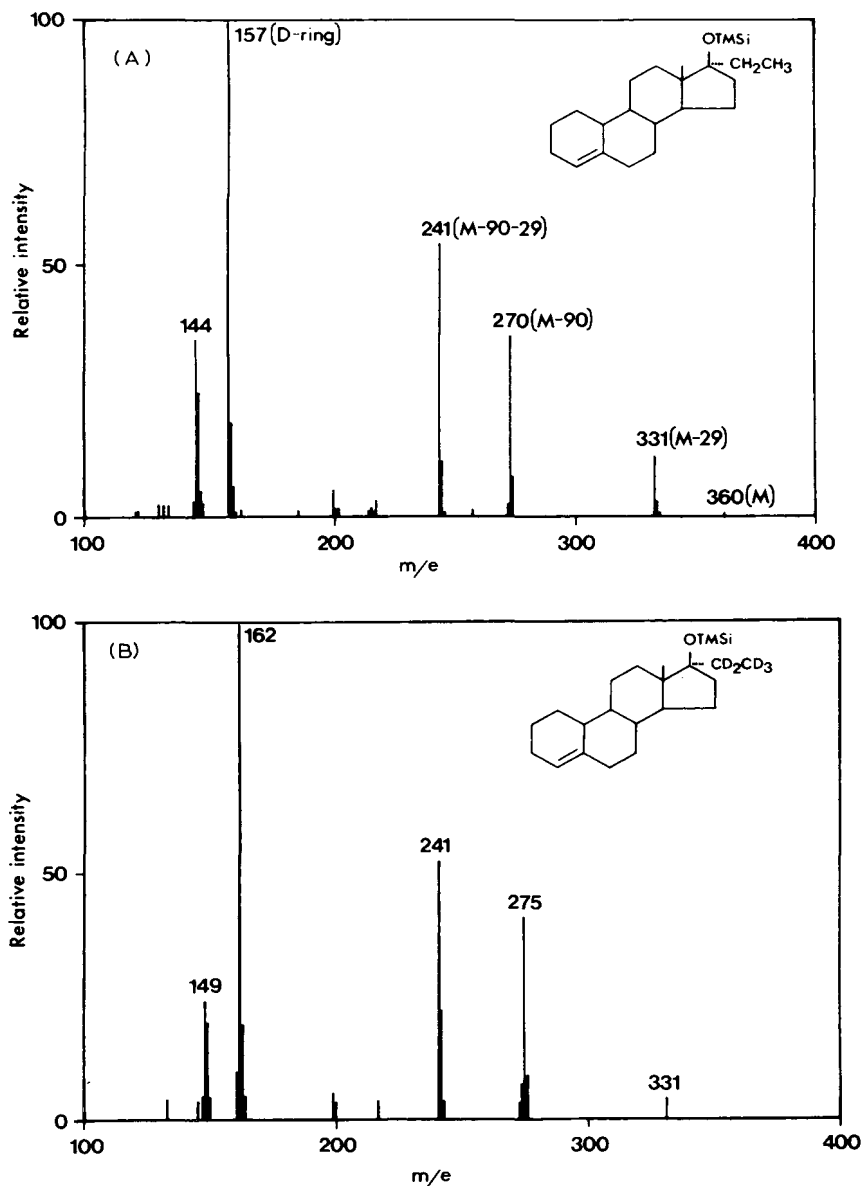 100
(A)
157 (D-ring)
OTMSi
CH2CH3
Relative intensity
241(M-90-29)
50
270(M-90)
144
331(M-29)
360(M)
0
100
200
300
400
m/e
100
(B)
162
OTMSi
CD2CD3
Relative intensity
241
50
275
149
331
0
100
200
300
400
m/e